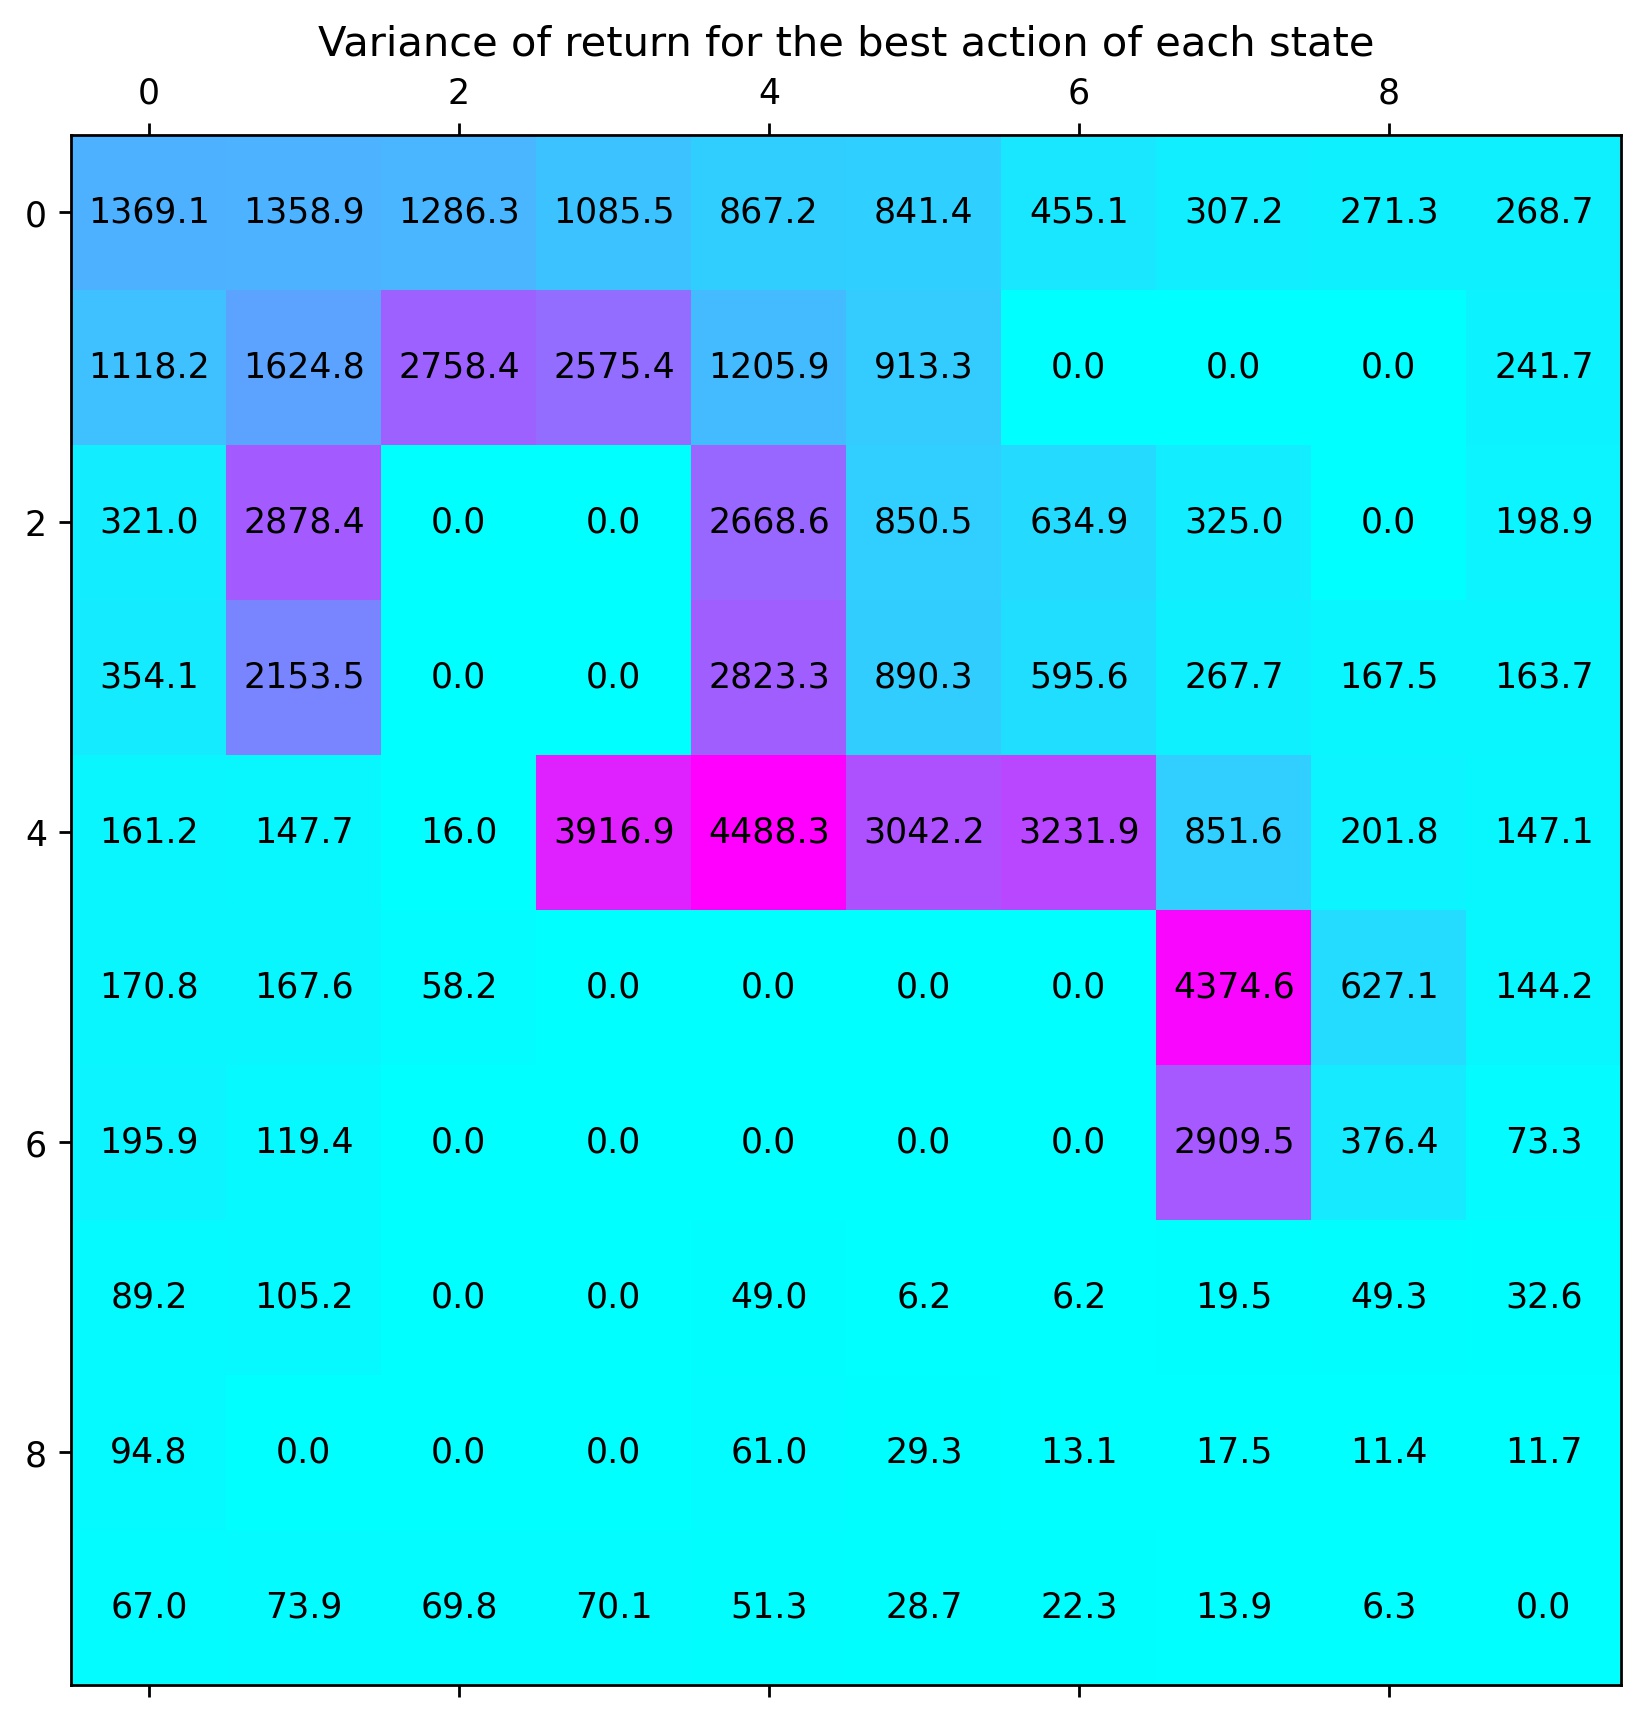 Variance of return for the best action of each state
0 2 4 6 8
0 1369.1 1358.9 1286.3 1085.5 867.2 841.4 455.1 307.2 271.3 268.7
1118.2 1624.8 2758.4 2575.4 1205.9 913.3 0.0 0.0 0.0 241.7
2 321.0 2878.4 0.0 0.0 2668.6 850.5 634.9 325.0 0.0 198.9
354.1 2153.5 0.0 0.0 2823.3 890.3 595.6 267.7 167.5 163.7
4 161.2 147.7 16.0 3916.9 4488.3 3042.2 3231.9 851.6 201.8 147.1
170.8 167.6 58.2 0.0 0.0 0.0 0.0 4374.6 627.1 144.2
6 195.9 119.4 0.0 0.0 0.0 0.0 0.0 2909.5 376.4 73.3
89.2 105.2 0.0 0.0 49.0 6.2 6.2 19.5 49.3 32.6
8 94.8 0.0 0.0 0.0 61.0 29.3 13.1 17.5 11.4 11.7
67.0 73.9 69.8 70.1 51.3 28.7 22.3 13.9 6.3 0.0